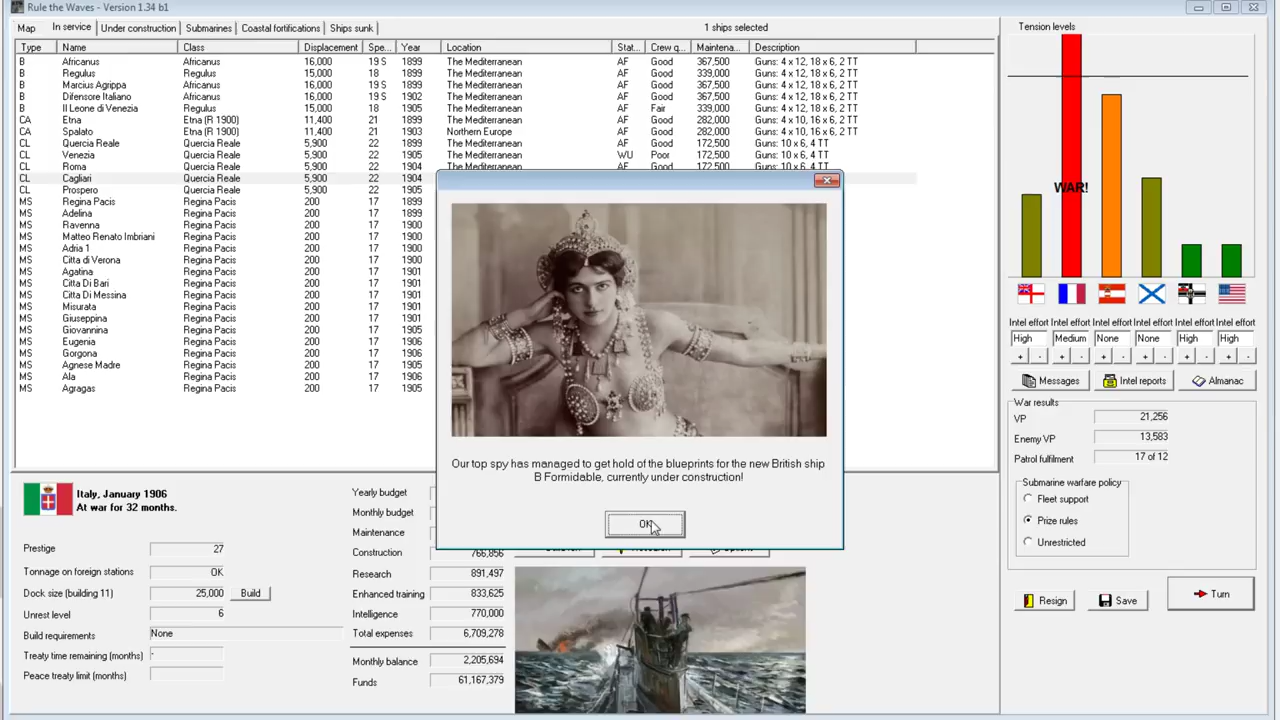 Rule the Waves - Version 1.34 b1
Map In service Under construction Submarines Coastal fortifications Ships sunk 1 ships selected
Type Name Class Displacement Spe... Year Location Stat... Crew q... Maintena... Description
B Africanus Africanus 16,000 19 S 1899 The Mediterranean AF Good 367,500 Guns: 4 x 12, 18 x 6, 2 TT
B Regulus Regulus 15,000 18 1899 The Mediterranean AF Good 339,000 Guns: 4 x 12, 18 x 6, 2 TT
B Marcius Agrippa Africanus 16,000 19 S 1899 The Mediterranean AF Good 367,500 Guns: 4 x 12, 18 x 6, 2 TT
B Difensore Italiano Africanus 16,000 19 S 1902 The Mediterranean AF Good 367,500 Guns: 4 x 12, 18 x 6, 2 TT
B Il Leone di Venezia Regulus 15,000 18 1905 The Mediterranean AF Fair 339,000 Guns: 4 x 12, 18 x 6, 2 TT
CA Etna Etna (R 1900) 11,400 21 1899 The Mediterranean AF Good 282,000 Guns: 4 x 10, 16 x 6, 2 TT
CA Spalato Etna (R 1900) 11,400 21 1903 Northern Europe AF Good 282,000 Guns: 4 x 10, 16 x 6, 2 TT
CL Quercia Reale Quercia Reale 5,900 22 1899 The Mediterranean AF Good 172,500 Guns: 10 x 6, 4 TT
CL Venezia Quercia Reale 5,900 22 1905 The Mediterranean WU Poor 172,500 Guns: 10 x 6, 4 TT
CL Roma Quercia Reale 5,900 22 1904 The Mediterranean AF Good 172,500 Guns: 10 x 6, 4 TT
CL Cagliari Quercia Reale 5,900 22 1904
CL Prospero Quercia Reale 5,900 22 1905
MS Regina Pacis Regina Pacis 200 17 1899
MS Adelina Regina Pacis 200 17 1899
MS Ravenna Regina Pacis 200 17 1900
MS Matteo Renato Imbriani Regina Pacis 200 17 1900
MS Adria 1 Regina Pacis 200 17 1900
MS Citta di Verona Regina Pacis 200 17 1900
MS Agatina Regina Pacis 200 17 1901
MS Citta Di Bari Regina Pacis 200 17 1901
MS Citta Di Messina Regina Pacis 200 17 1901
MS Misurata Regina Pacis 200 17 1901
MS Giuseppina Regina Pacis 200 17 1901
MS Giovannina Regina Pacis 200 17 1905
MS Eugenia Regina Pacis 200 17 1906
MS Gorgona Regina Pacis 200 17 1906
MS Agnese Madre Regina Pacis 200 17 1905
MS Ala Regina Pacis 200 17 1906
MS Agragas Regina Pacis 200 17 1905
Our top spy has managed to get hold of the blueprints for the new British ship
B Formidable, currently under construction!
OK
Tension levels
WAR!
Intel effort Intel effort Intel effort Intel effort Intel effort Intel effort
High Medium None None High High
+ - + - + - + - + - + -
Messages Intel reports Almanac
War results
VP 21,256
Enemy VP 13,583
Patrol fulfilment 17 of 12
Submarine warfare policy
Fleet support
Prize rules
Unrestricted
Resign Save Turn
Italy, January 1906
At war for 32 months.
Prestige 27
Tonnage on foreign stations OK
Dock size (building 11) 25,000 Build
Unrest level 6
Build requirements None
Treaty time remaining (months) -
Peace treaty limit (months)
Yearly budget
Monthly budget
Maintenance
Construction 766,856
Research 891,497
Enhanced training 833,625
Intelligence 770,000
Total expenses 6,709,278
Monthly balance 2,205,694
Funds 61,167,379